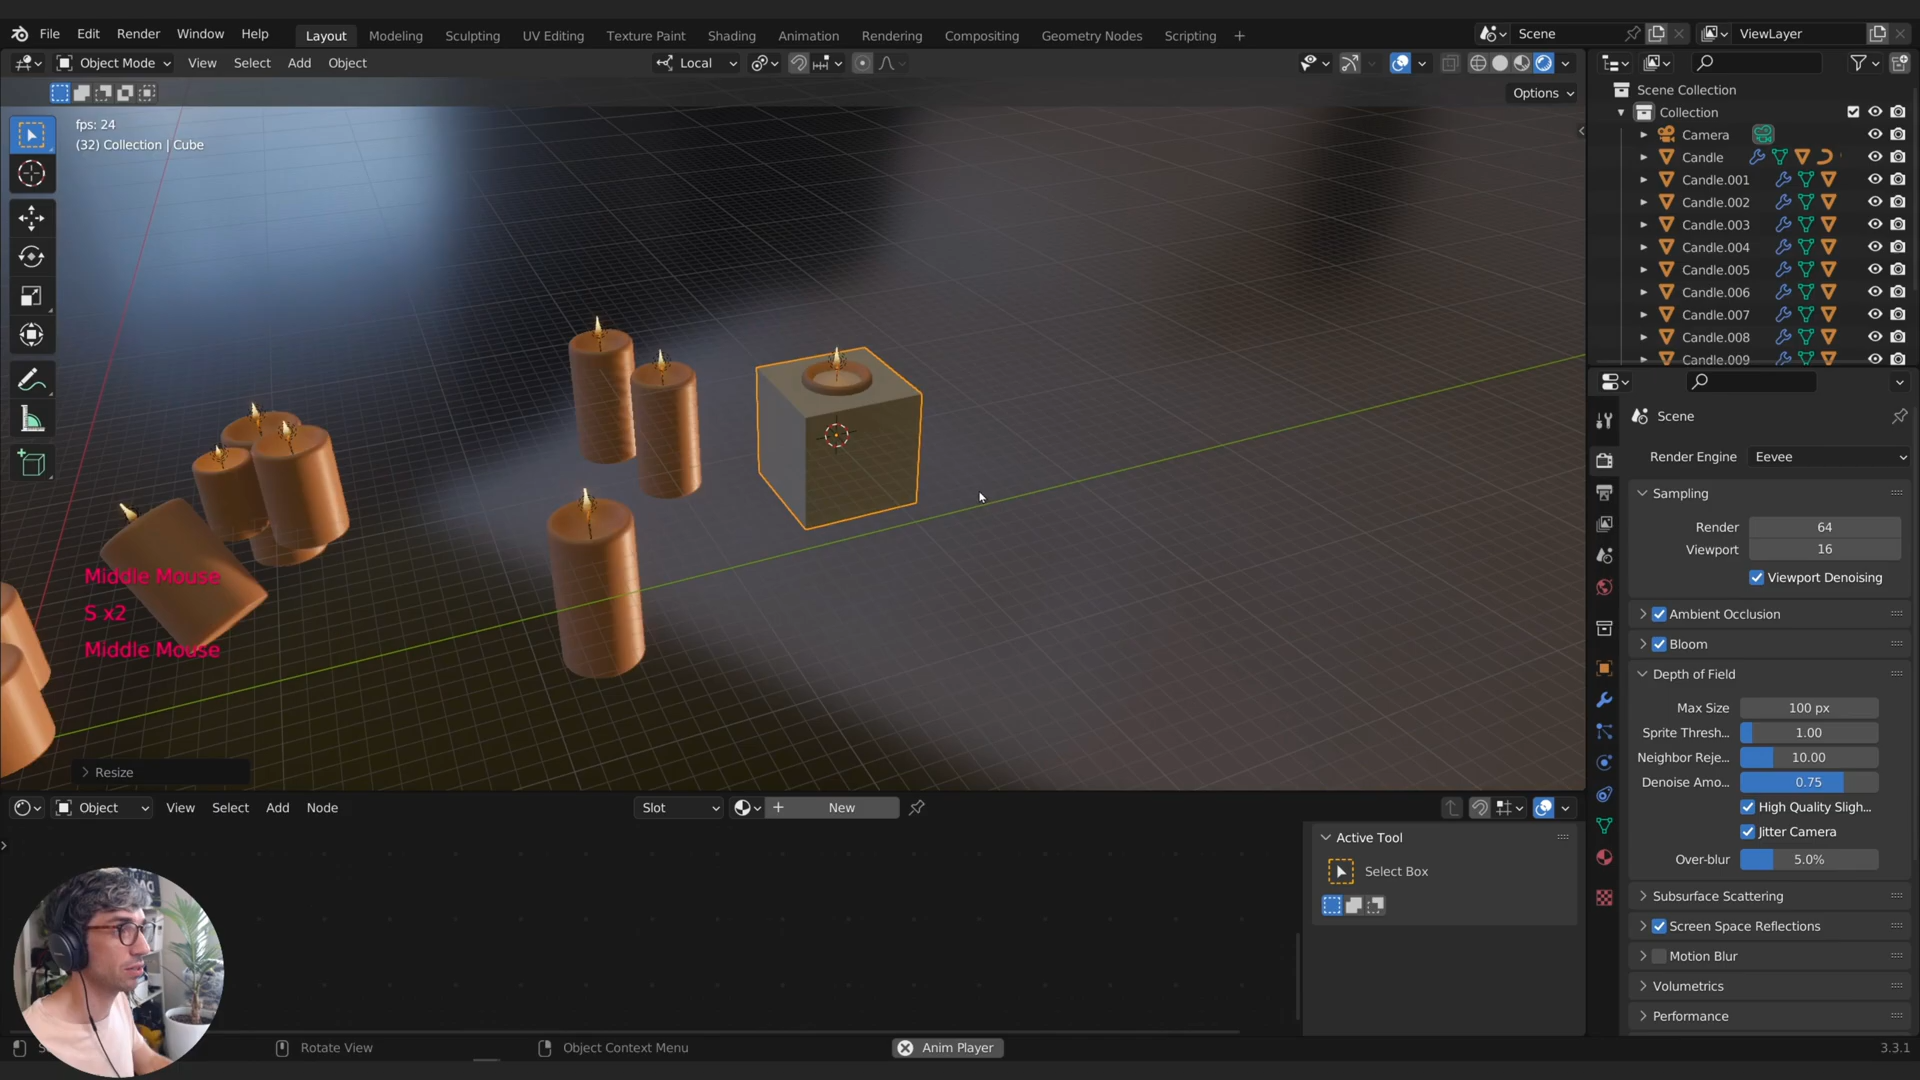 File Edit Render Window Help Layout Modeling Sculpting UV Editing Texture Paint Shading Animation Rendering Compositing Geometry Nodes Scripting + Scene ViewLayer
Object Mode View Select Add Object Local
Options
fps: 24
(32) Collection | Cube
Scene Collection
Collection
Camera
Candle
Candle.001
Candle.002
Candle.003
Candle.004
Candle.005
Candle.006
Candle.007
Candle.008
Candle.009
Scene
Render Engine Eevee
Sampling
Render 64
Viewport 16
Viewport Denoising
Ambient Occlusion
Bloom
Depth of Field
Max Size 100 px
Sprite Thresh... 1.00
Neighbor Reje... 10.00
Denoise Amo... 0.75
High Quality Sligh...
Jitter Camera
Over-blur 5.0%
Subsurface Scattering
Screen Space Reflections
Motion Blur
Volumetrics
Performance
Middle Mouse
S x2
Middle Mouse
Resize
Object View Select Add Node Slot New
Active Tool
Select Box
Rotate View Object Context Menu Anim Player 3.3.1